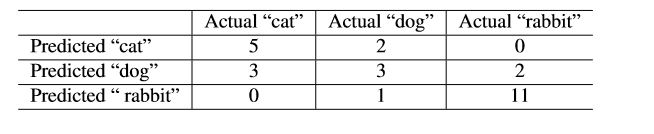 Actual “cat” Actual “dog” Actual “rabbit”
Predicted “cat” 5 2 0
Predicted “dog” 3 3 2
Predicted “ rabbit” 0 1 11